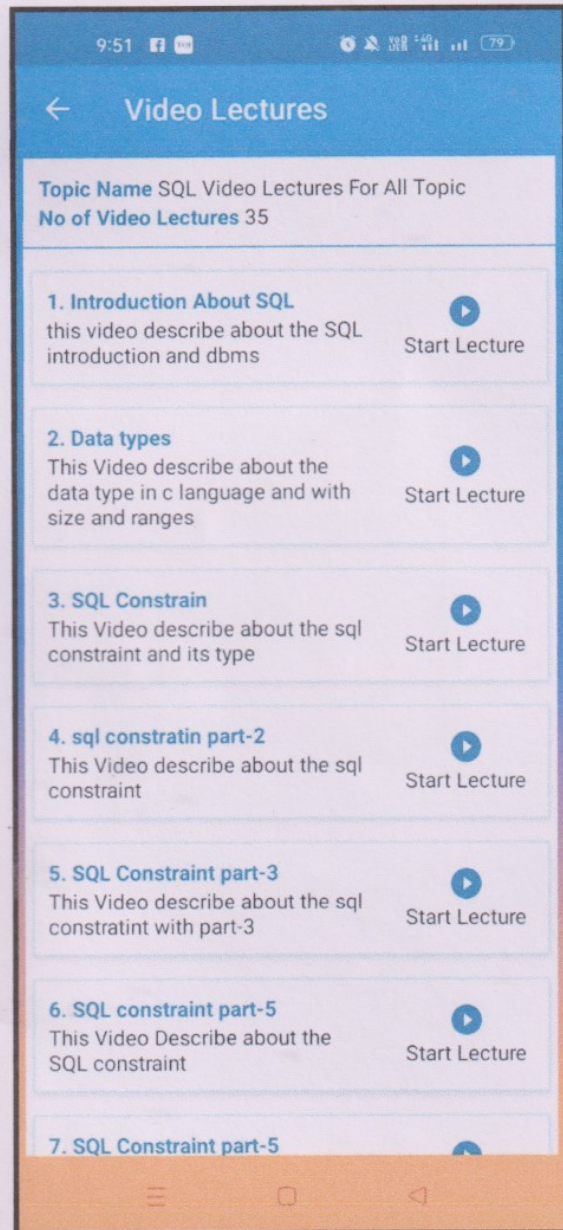 9:51
79
Video Lectures
Topic Name SQL Video Lectures For All Topic
No of Video Lectures 35
1. Introduction About SQL
this video describe about the SQL
introduction and dbms
Start Lecture
2. Data types
This Video describe about the
data type in c language and with
size and ranges
Start Lecture
3. SQL Constrain
This Video describe about the sql
constraint and its type
Start Lecture
4. sql constratin part-2
This Video describe about the sql
constraint
Start Lecture
5. SQL Constraint part-3
This Video describe about the sql
constratint with part-3
Start Lecture
6. SQL constraint part-5
This Video Describe about the
SQL constraint
Start Lecture
7. SQL Constraint part-5